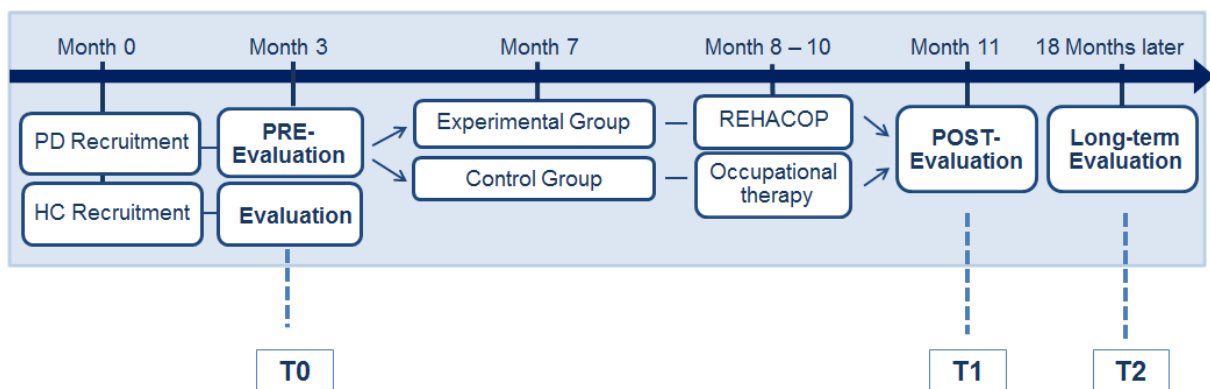 Month 0
Month 3
Month 7
Month 8 – 10
Month 11
18 Months later
PD Recruitment
HC Recruitment
PRE-
Evaluation
Evaluation
Experimental Group
Control Group
REHACOP
Occupational
therapy
POST-
Evaluation
Long-term
Evaluation
T0
T1
T2